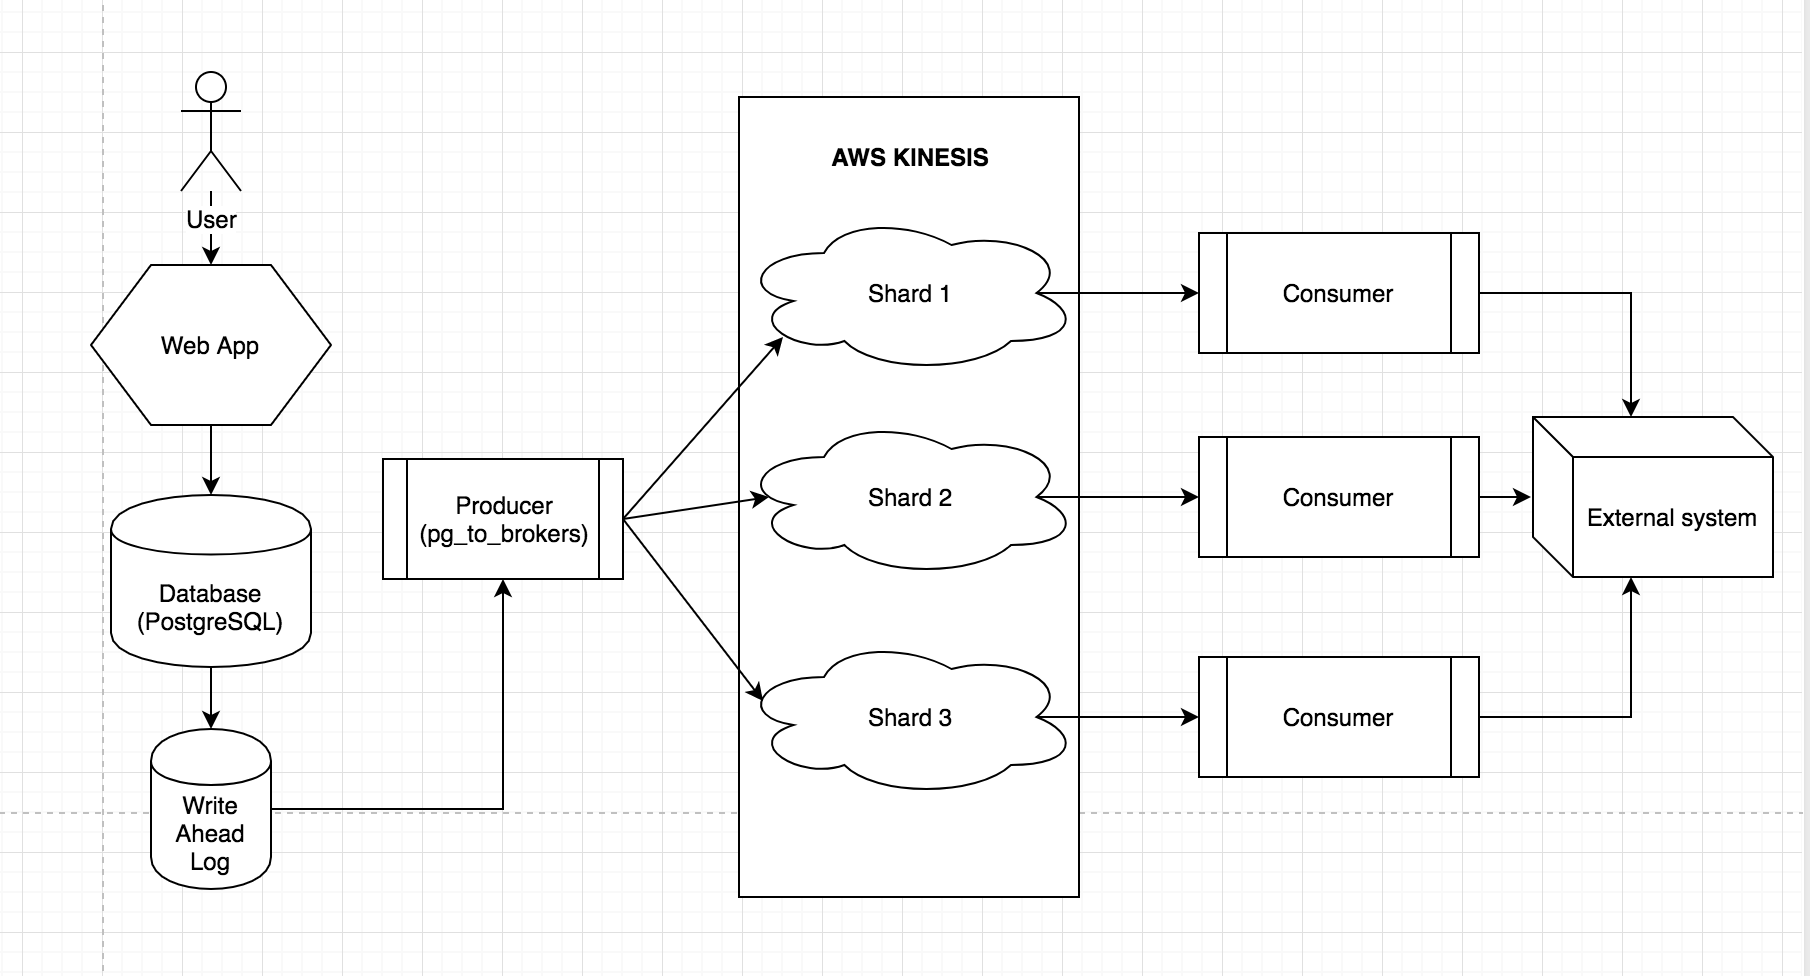 User
Web App
Database
(PostgreSQL)
Write
Ahead
Log
Producer
(pg_to_brokers)
AWS KINESIS
Shard 1
Shard 2
Shard 3
Consumer
Consumer
Consumer
External system